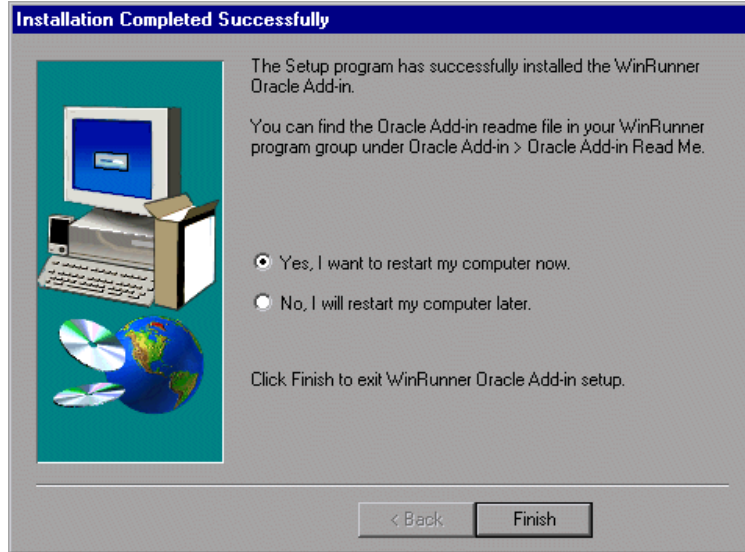 Installation Completed Successfully
The Setup program has successfully installed the WinRunner
Oracle Add-in.
You can find the Oracle Add-in readme file in your WinRunner
program group under Oracle Add-in > Oracle Add-in Read Me.
Yes, I want to restart my computer now.
No, I will restart my computer later.
Click Finish to exit WinRunner Oracle Add-in setup.
< Back
Finish